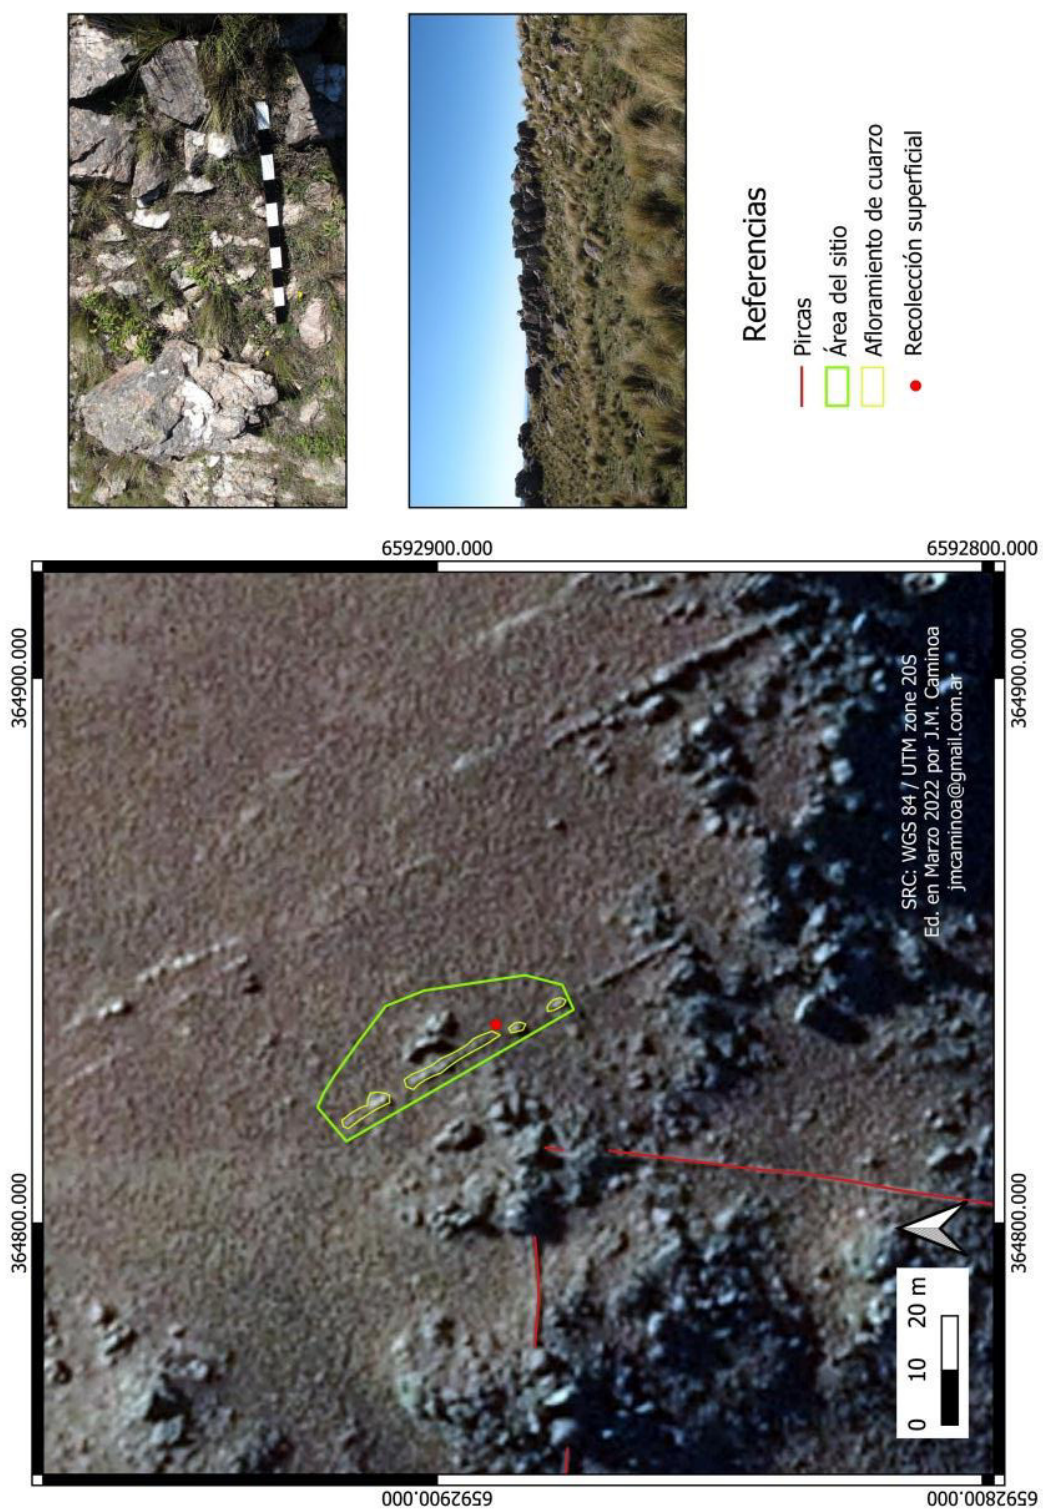 364800.000
364900.000
6592900.000
6592900.000
6592800.000
6592800.000
0 10 20 m
SRC: WGS 84 / UTM zone 20S
Ed. en Marzo 2022 por J.M. Caminoa
jmcaminoa@gmail.com.ar
364800.000
364900.000
Referencias
Pircas
Área del sitio
Afloramiento de cuarzo
Recolección superficial